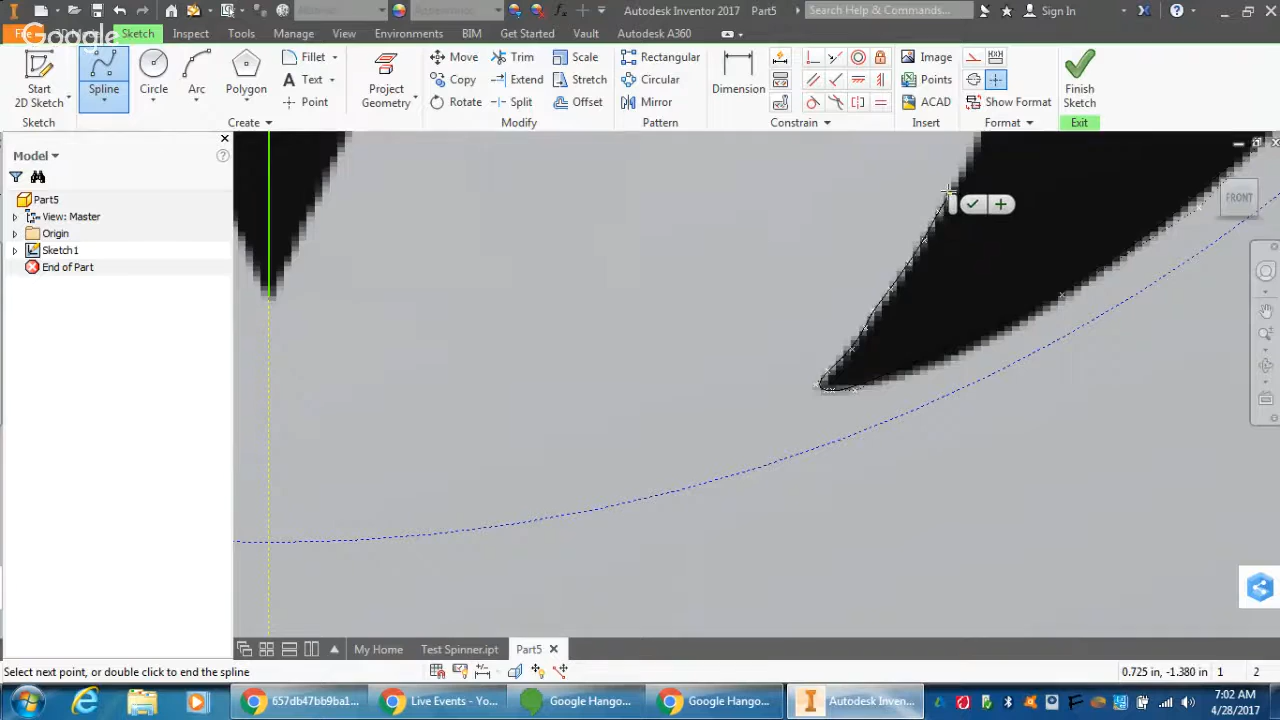 Autodesk Inventor 2017 Part5
Search Help & Commands...
Sign In
Google
File
Sketch
Inspect
Tools
Manage
View
Environments
BIM
Get Started
Vault
Autodesk A360
Start
2D Sketch
Spline
Circle
Arc
Polygon
Fillet
Text
Point
Project
Geometry
Move
Copy
Rotate
Trim
Extend
Split
Scale
Stretch
Offset
Rectangular
Circular
Mirror
Dimension
Image
Points
ACAD
Show Format
Finish
Sketch
Sketch
Create
Modify
Pattern
Constrain
Insert
Format
Exit
Model
Part5
View: Master
Origin
Sketch1
End of Part
FRONT
My Home
Test Spinner.ipt
Part5
Select next point, or double click to end the spline
0.725 in, -1.380 in
1
2
657db47bb9ba1...
Live Events - Yo...
Google Hango...
Google Hango...
Autodesk Inven...
7:02 AM
4/28/2017